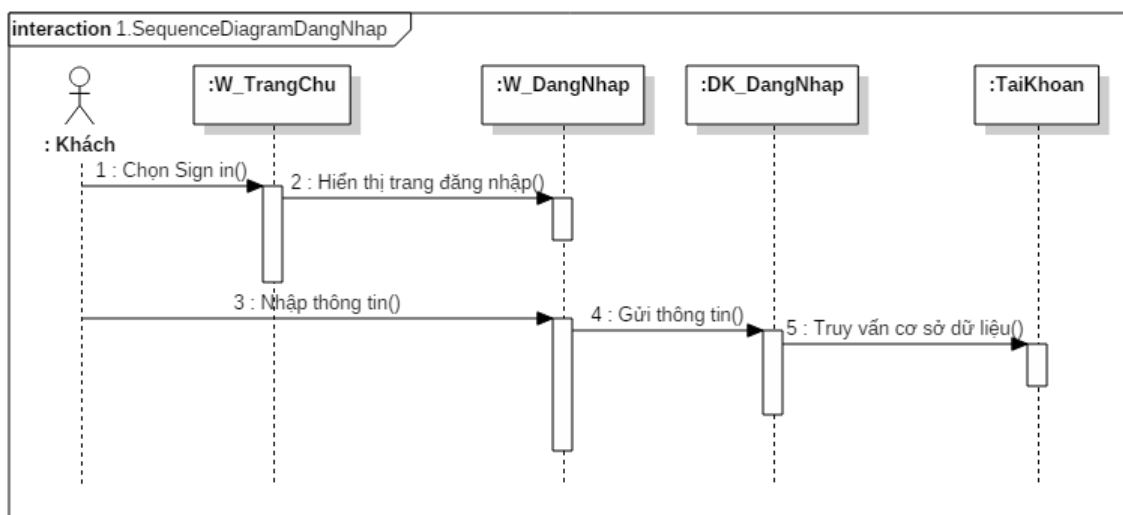 interaction 1.SequenceDiagramDangNhap
:W_TrangChu
:W_DangNhap
:DK_DangNhap
:TaiKhoan
: Khách
1 : Chọn Sign in()
2 : Hiển thị trang đăng nhập()
3 : Nhập thông tin()
4 : Gửi thông tin()
5 : Truy vấn cơ sở dữ liệu()